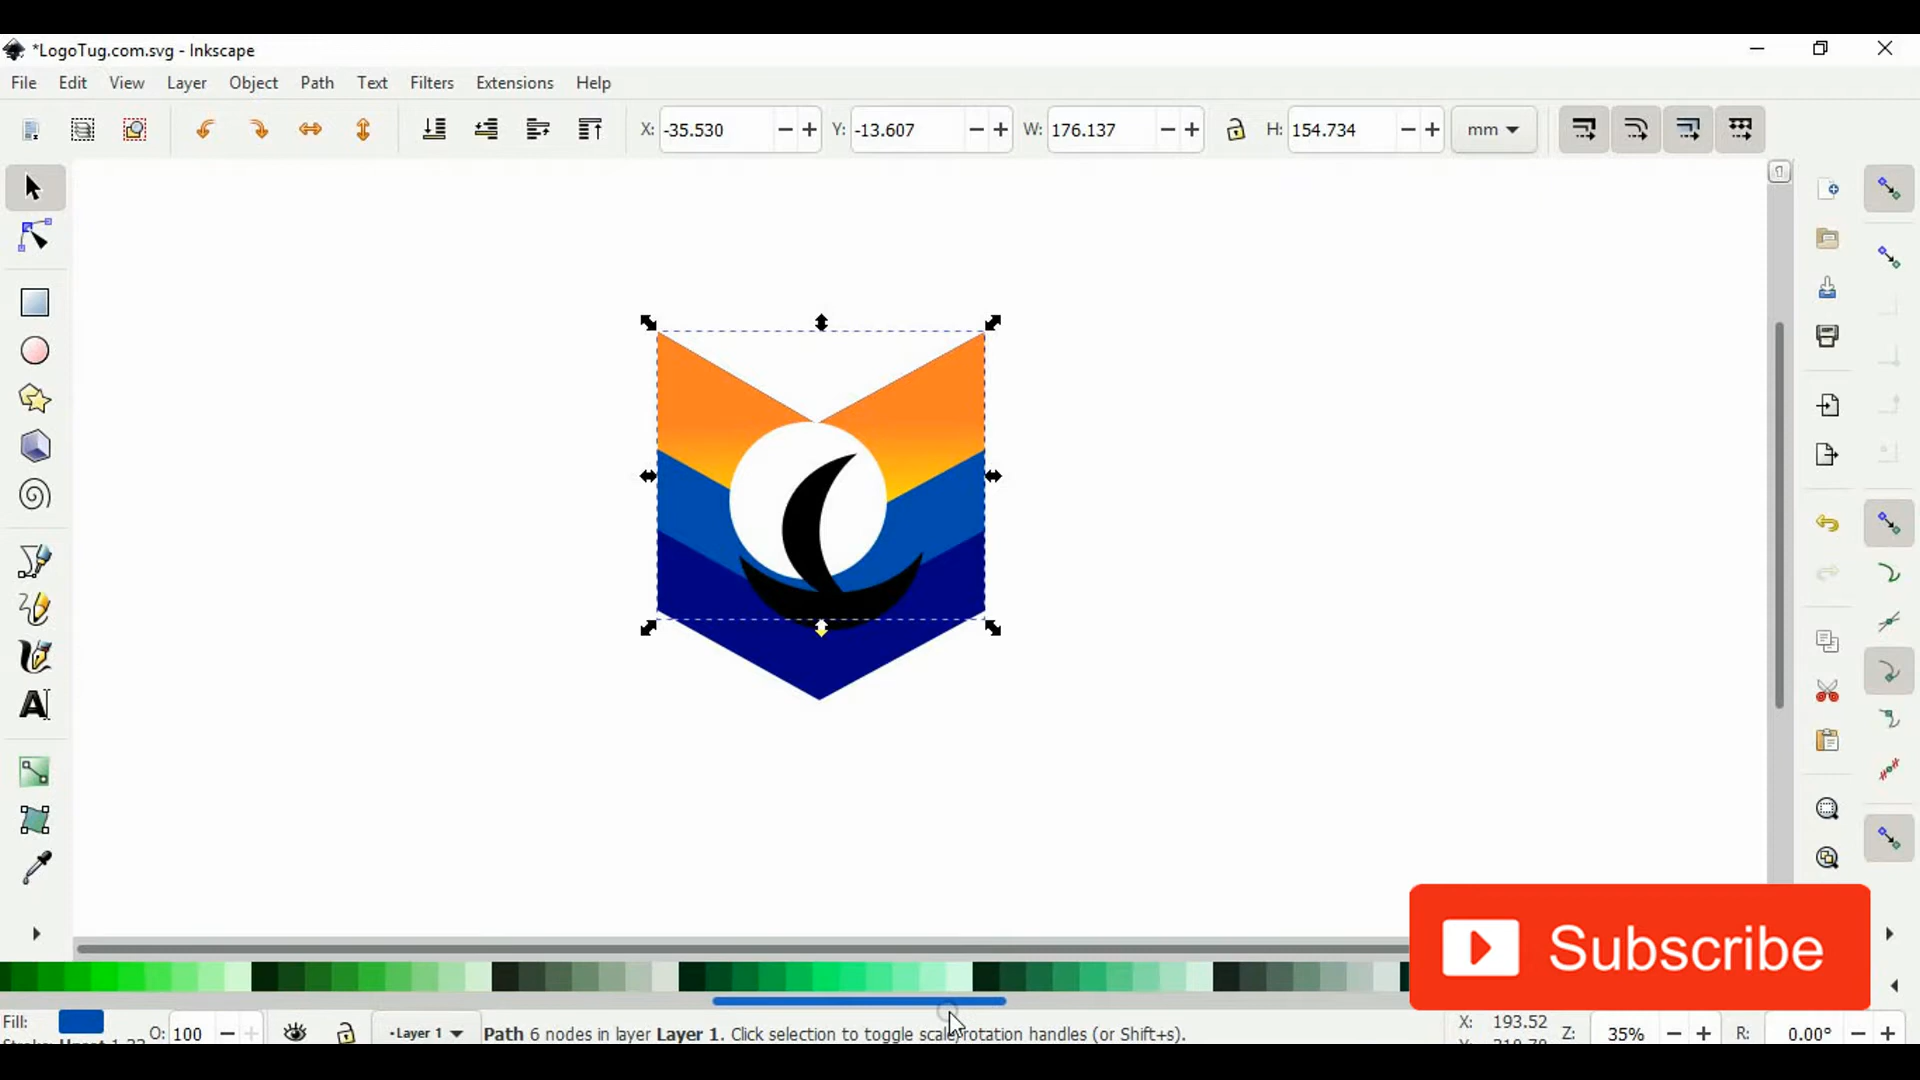 *LogoTug.com.svg - Inkscape
File Edit View Layer Object Path Text Filters Extensions Help
X: -35.530 Y: -13.607 W: 176.137 H: 154.734 mm
Subscribe
Fill: O: 100 Layer 1 Path 6 nodes in layer Layer 1. Click selection to toggle scale/rotation handles (or Shift+s). X: 193.52 Z: 35% R: 0.00°